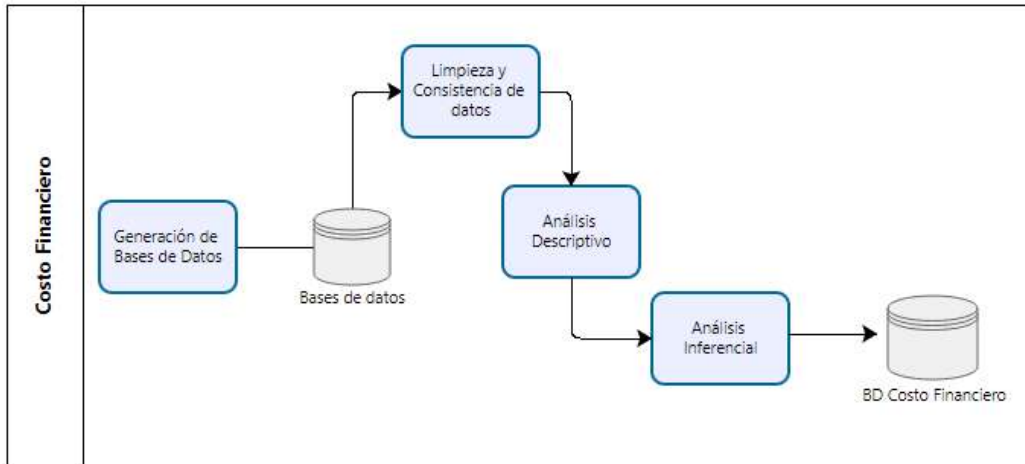 Costo Financiero
Generación de
Bases de Datos
Bases de datos
Limpieza y
Consistencia de
datos
Análisis
Descriptivo
Análisis
Inferencial
BD Costo Financiero